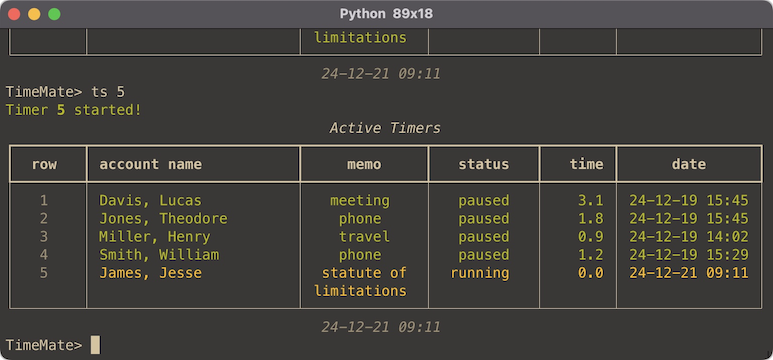 Python 89x18
limitations
24-12-21 09:11
TimeMate> ts 5
Timer 5 started!
Active Timers
row account name memo status time date
1 Davis, Lucas meeting paused 3.1 24-12-19 15:45
2 Jones, Theodore phone paused 1.8 24-12-19 15:45
3 Miller, Henry travel paused 0.9 24-12-19 14:02
4 Smith, William phone paused 1.2 24-12-19 15:29
5 James, Jesse statute of running 0.0 24-12-21 09:11
limitations
24-12-21 09:11
TimeMate>